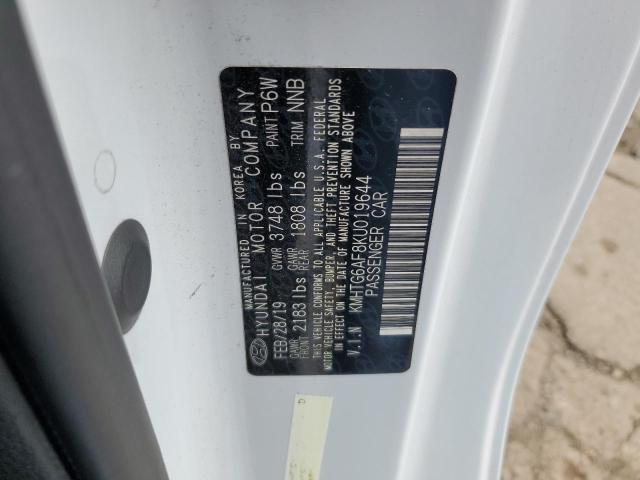 MANUFACTURED IN KOREA BY
HYUNDAI MOTOR COMPANY
FEB/28/19 GVWR 3748 lbs PAINT P6W
GAWR FRONT 2183 lbs GAWR REAR 1808 lbs TRIM NNB
THIS VEHICLE CONFORMS TO ALL APPLICABLE U.S.A. FEDERAL
MOTOR VEHICLE SAFETY, BUMPER, AND THEFT PREVENTION STANDARDS
IN EFFECT ON THE DATE OF MANUFACTURE SHOWN ABOVE
V.I.N KMHTG6AF8KU019644
PASSENGER CAR
G